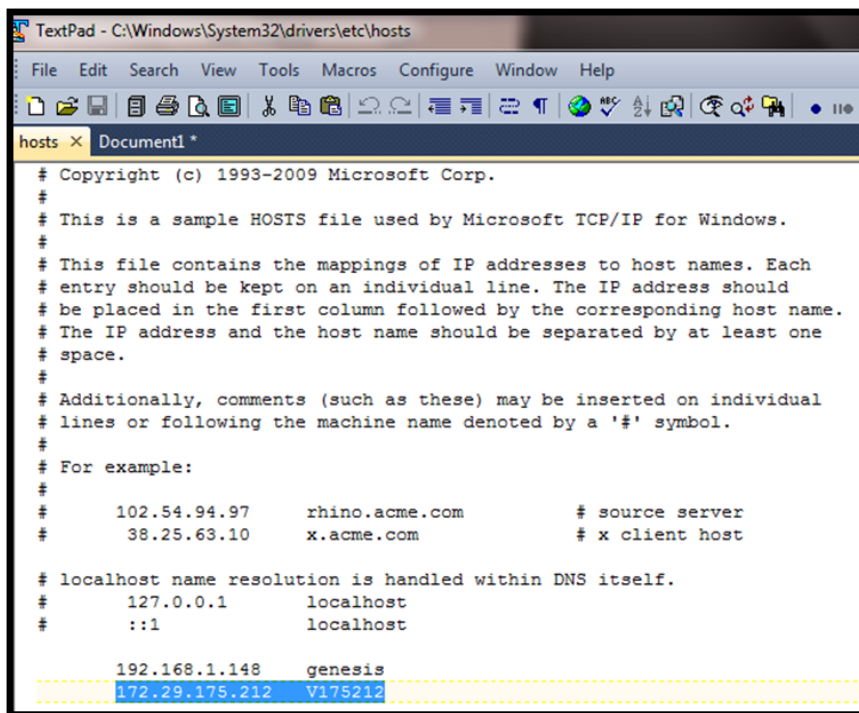 TextPad - C:\Windows\System32\drivers\etc\hosts
File Edit Search View Tools Macros Configure Window Help
hosts Document1 *
# Copyright (c) 1993-2009 Microsoft Corp.
#
# This is a sample HOSTS file used by Microsoft TCP/IP for Windows.
#
# This file contains the mappings of IP addresses to host names. Each
# entry should be kept on an individual line. The IP address should
# be placed in the first column followed by the corresponding host name.
# The IP address and the host name should be separated by at least one
# space.
#
# Additionally, comments (such as these) may be inserted on individual
# lines or following the machine name denoted by a '#' symbol.
#
# For example:
#
# 102.54.94.97 rhino.acme.com # source server
# 38.25.63.10 x.acme.com # x client host
# localhost name resolution is handled within DNS itself.
# 127.0.0.1 localhost
# ::1 localhost
192.168.1.148 genesis
172.29.175.212 V175212